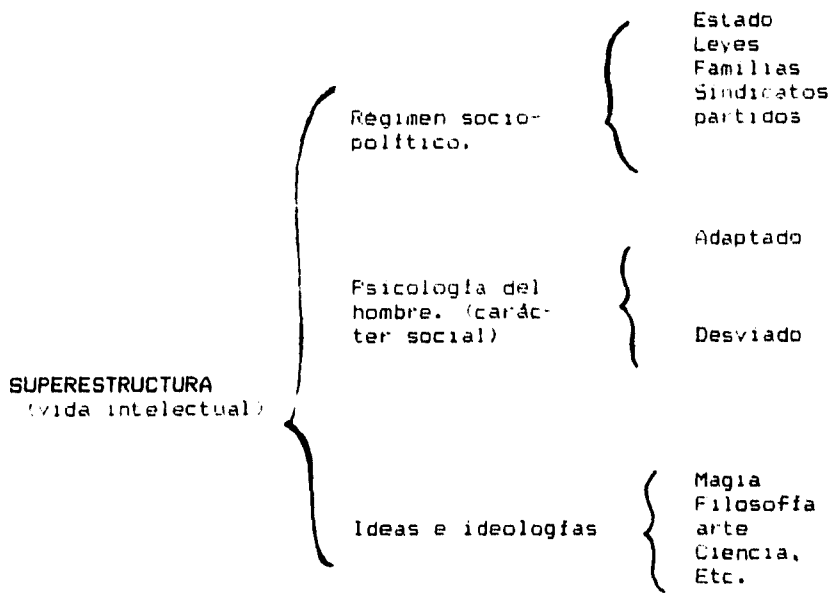 Estado
Leyes
Familias
Sindicatos
partidos
Régimen socio-
político.
Adaptado
Psicología del
hombre. (carác-
ter social)
Desviado
SUPERESTRUCTURA
(vida intelectual)
Magia
Filosofía
Ideas e ideologías
arte
Ciencia,
Etc.